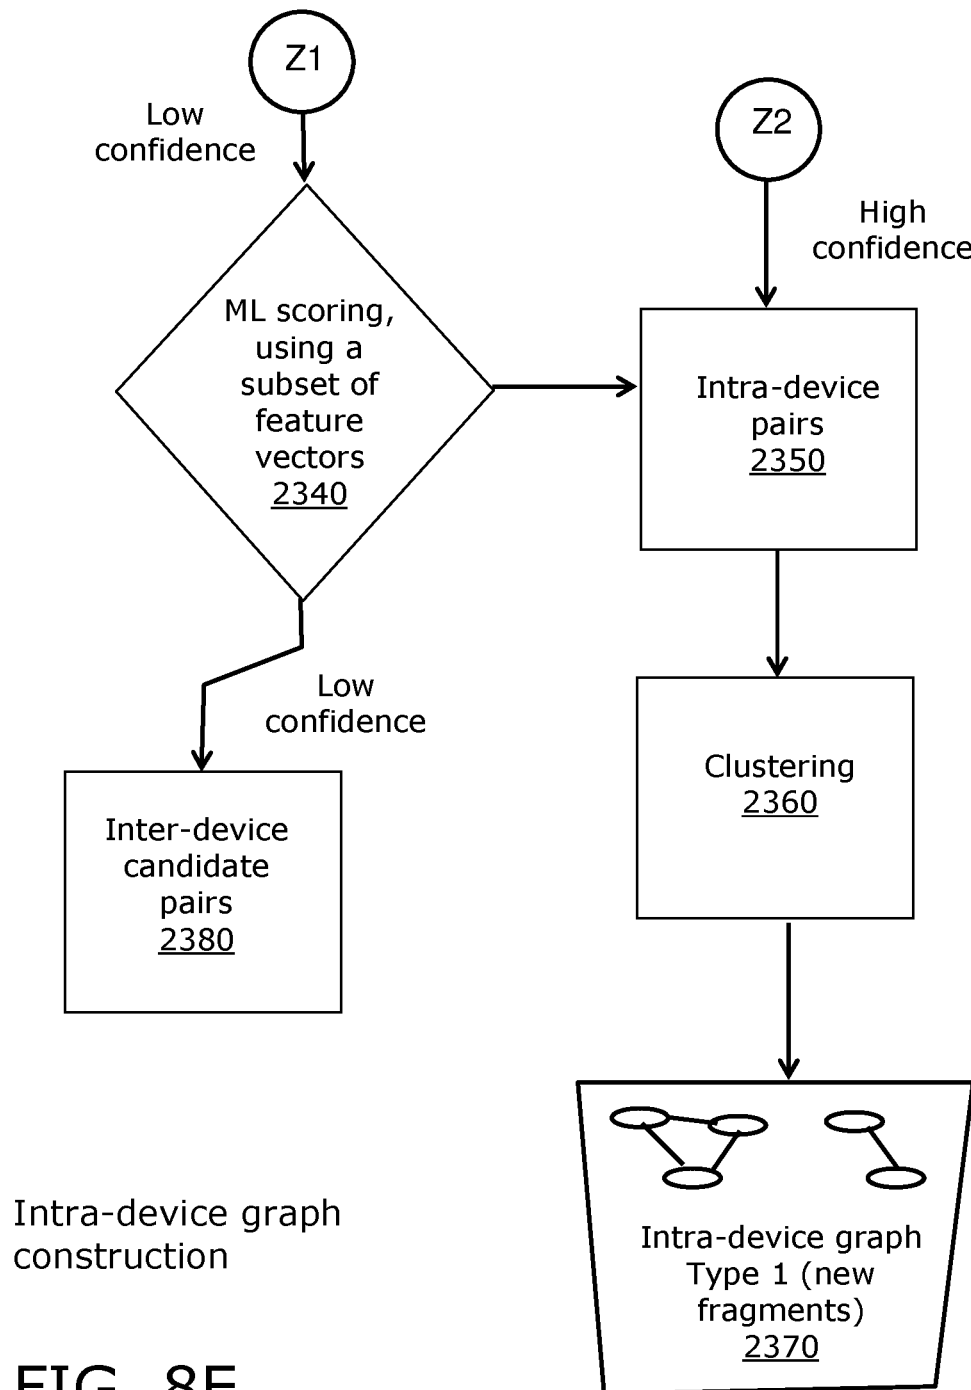 Z1
Low
confidence
Z2
High
confidence
ML scoring,
using a
subset of
feature
vectors
2340
Intra-device
pairs
2350
Low
confidence
Clustering
2360
Inter-device
candidate
pairs
2380
Intra-device graph
construction
Intra-device graph
Type 1 (new
fragments)
2370
FIG.